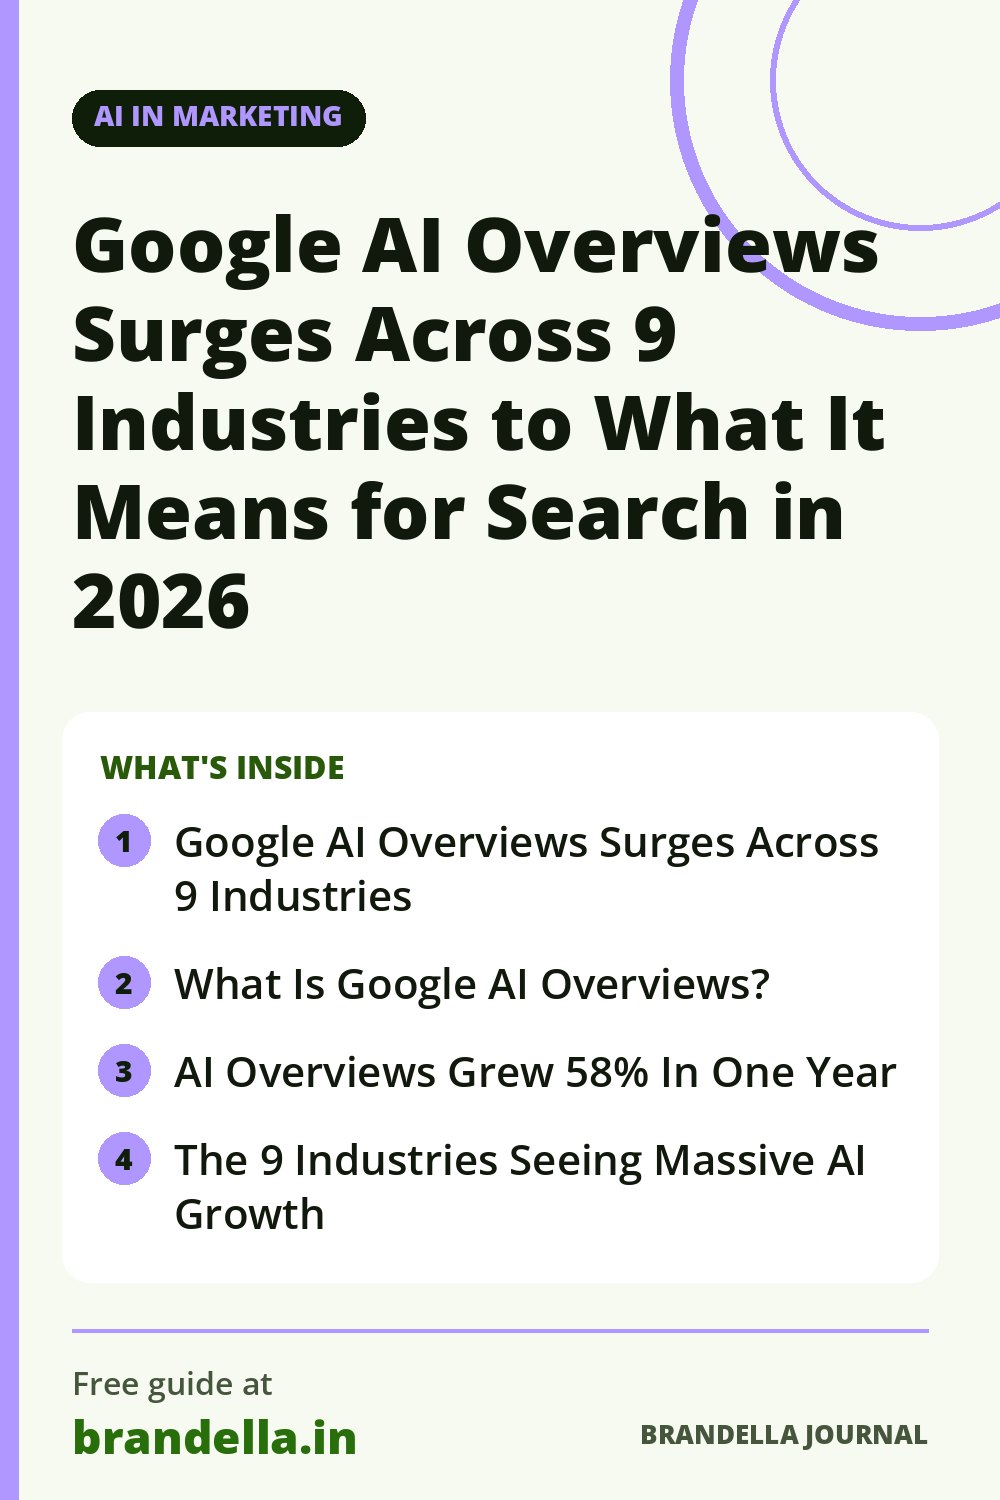 AI IN MARKETING
Google AI Overviews
Surges Across 9
Industries to What It
Means for Search in
2026
WHAT'S INSIDE
1 Google AI Overviews Surges Across
9 Industries
2 What Is Google AI Overviews?
3 AI Overviews Grew 58% In One Year
4 The 9 Industries Seeing Massive AI
Growth
Free guide at
brandella.in
BRANDELLA JOURNAL